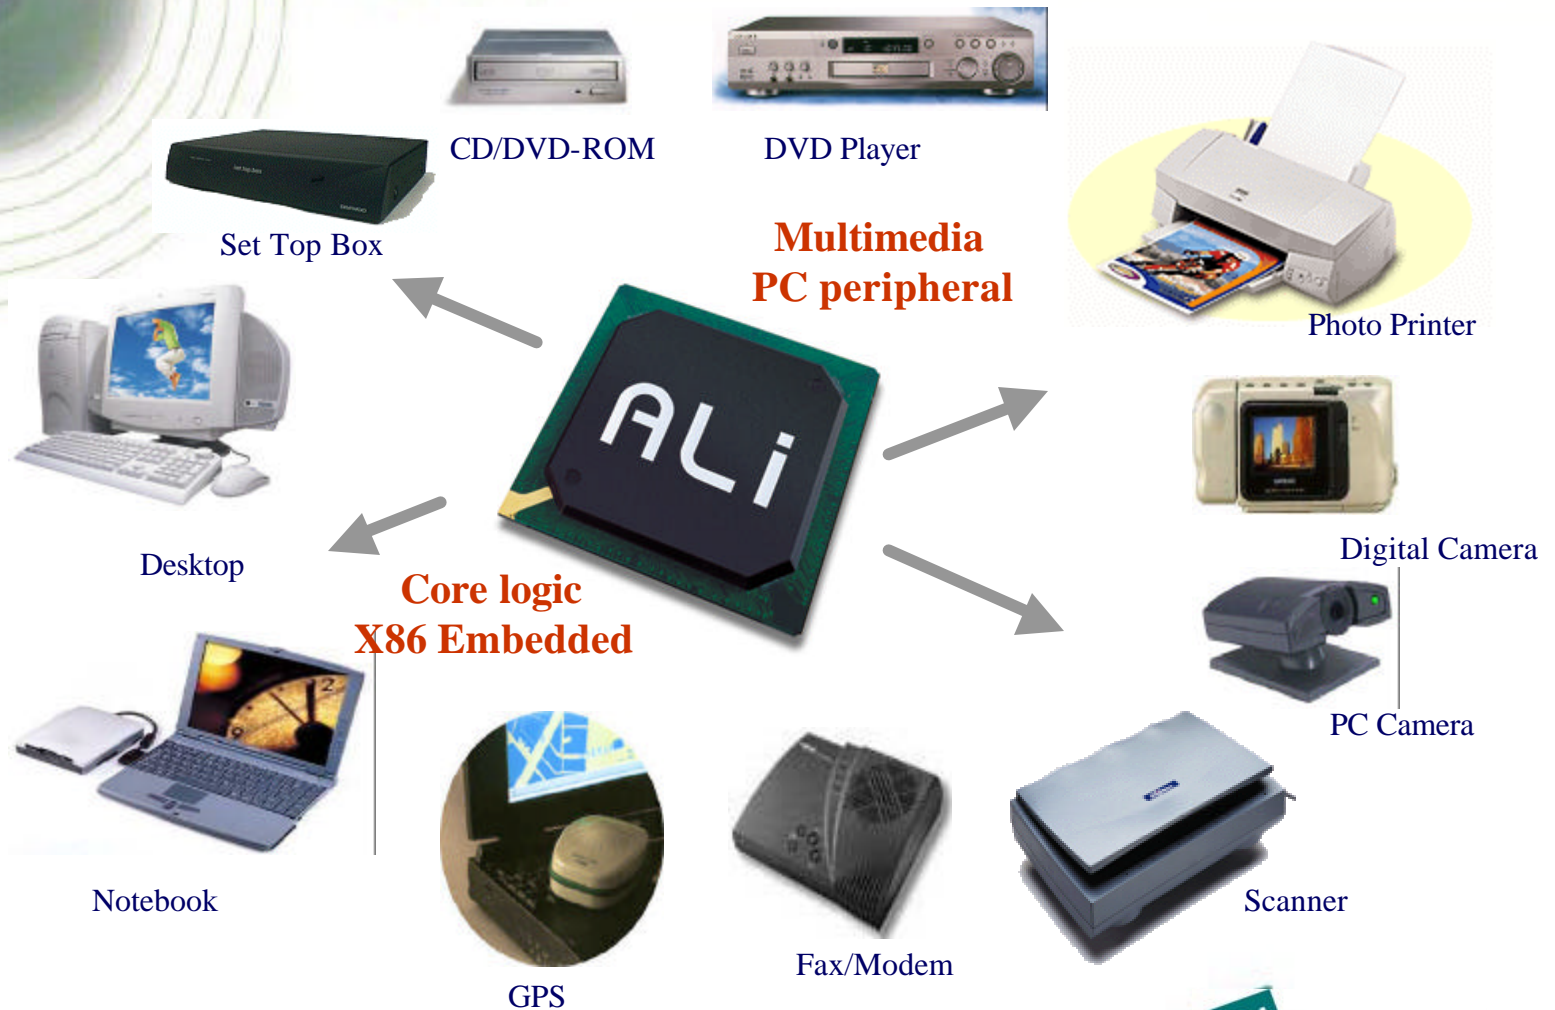 CD/DVD-ROM
DVD Player
Set Top Box
Multimedia
PC peripheral
Photo Printer
ALi
Digital Camera
Desktop
Core logic
X86 Embedded
PC Camera
Notebook
Scanner
Fax/Modem
GPS